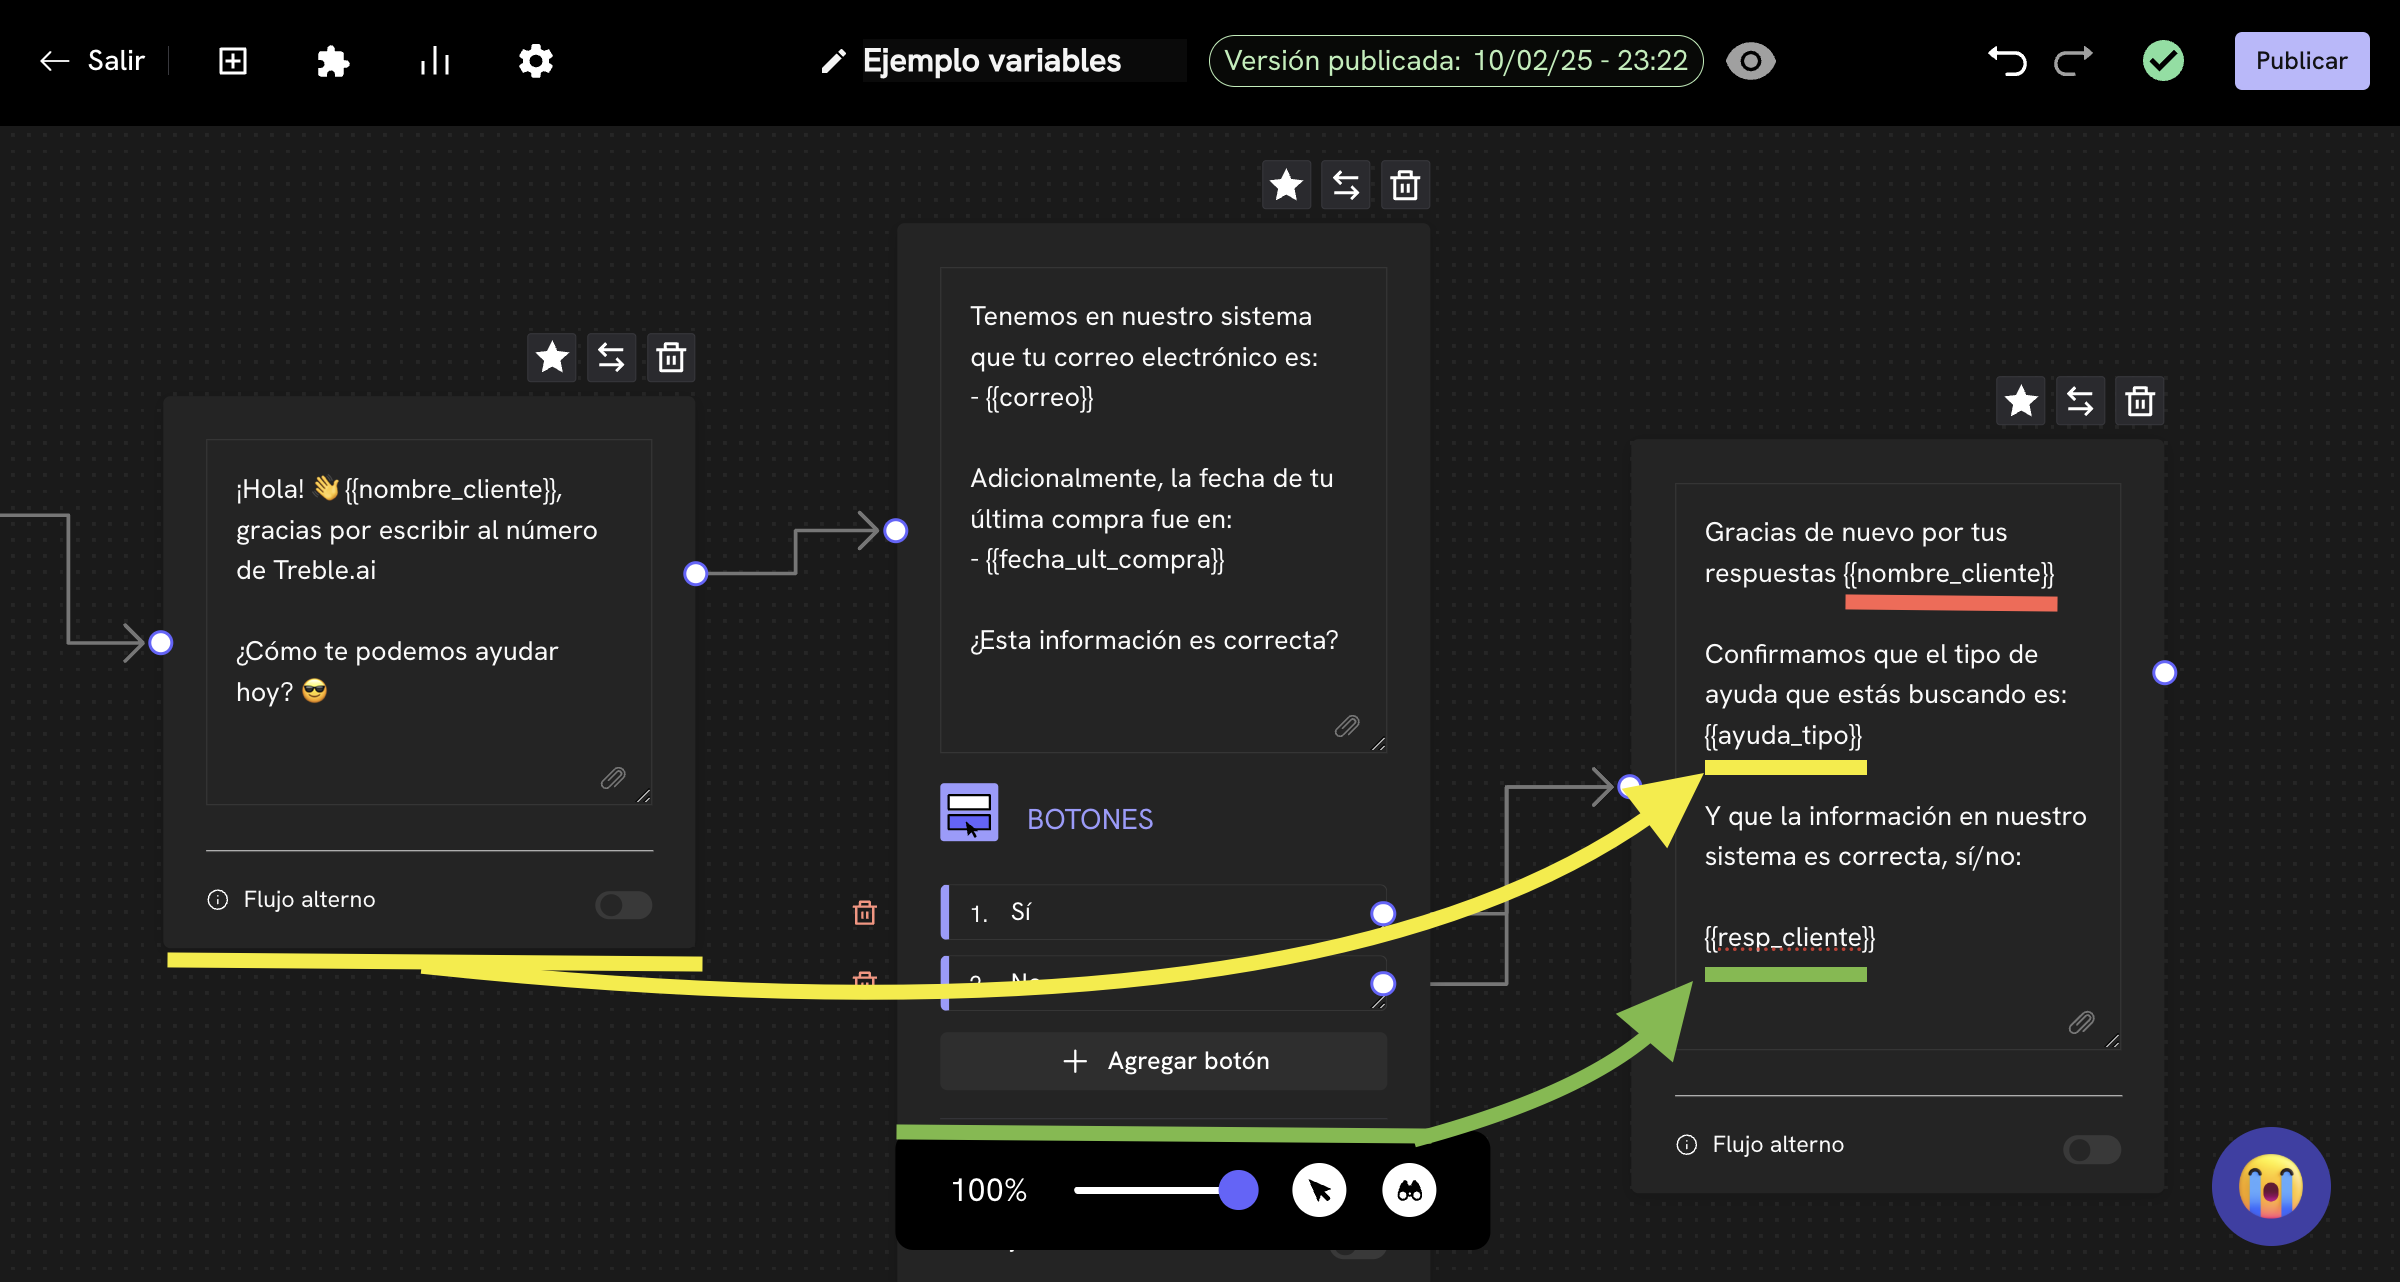 Salir
Ejemplo variables
Versión publicada: 10/02/25 - 23:22
Publicar
¡Hola! 👋 {{nombre_cliente}},
gracias por escribir al número
de Treble.ai
¿Cómo te podemos ayudar
hoy? 😎
Flujo alterno
Tenemos en nuestro sistema
que tu correo electrónico es:
- {{correo}}
Adicionalmente, la fecha de tu
última compra fue en:
- {{fecha_ult_compra}}
¿Esta información es correcta?
BOTONES
1. Sí
2. No
Agregar botón
100%
Gracias de nuevo por tus
respuestas {{nombre_cliente}}
Confirmamos que el tipo de
ayuda que estás buscando es:
{{ayuda_tipo}}
Y que la información en nuestro
sistema es correcta, sí/no:
{{resp_cliente}}
Flujo alterno